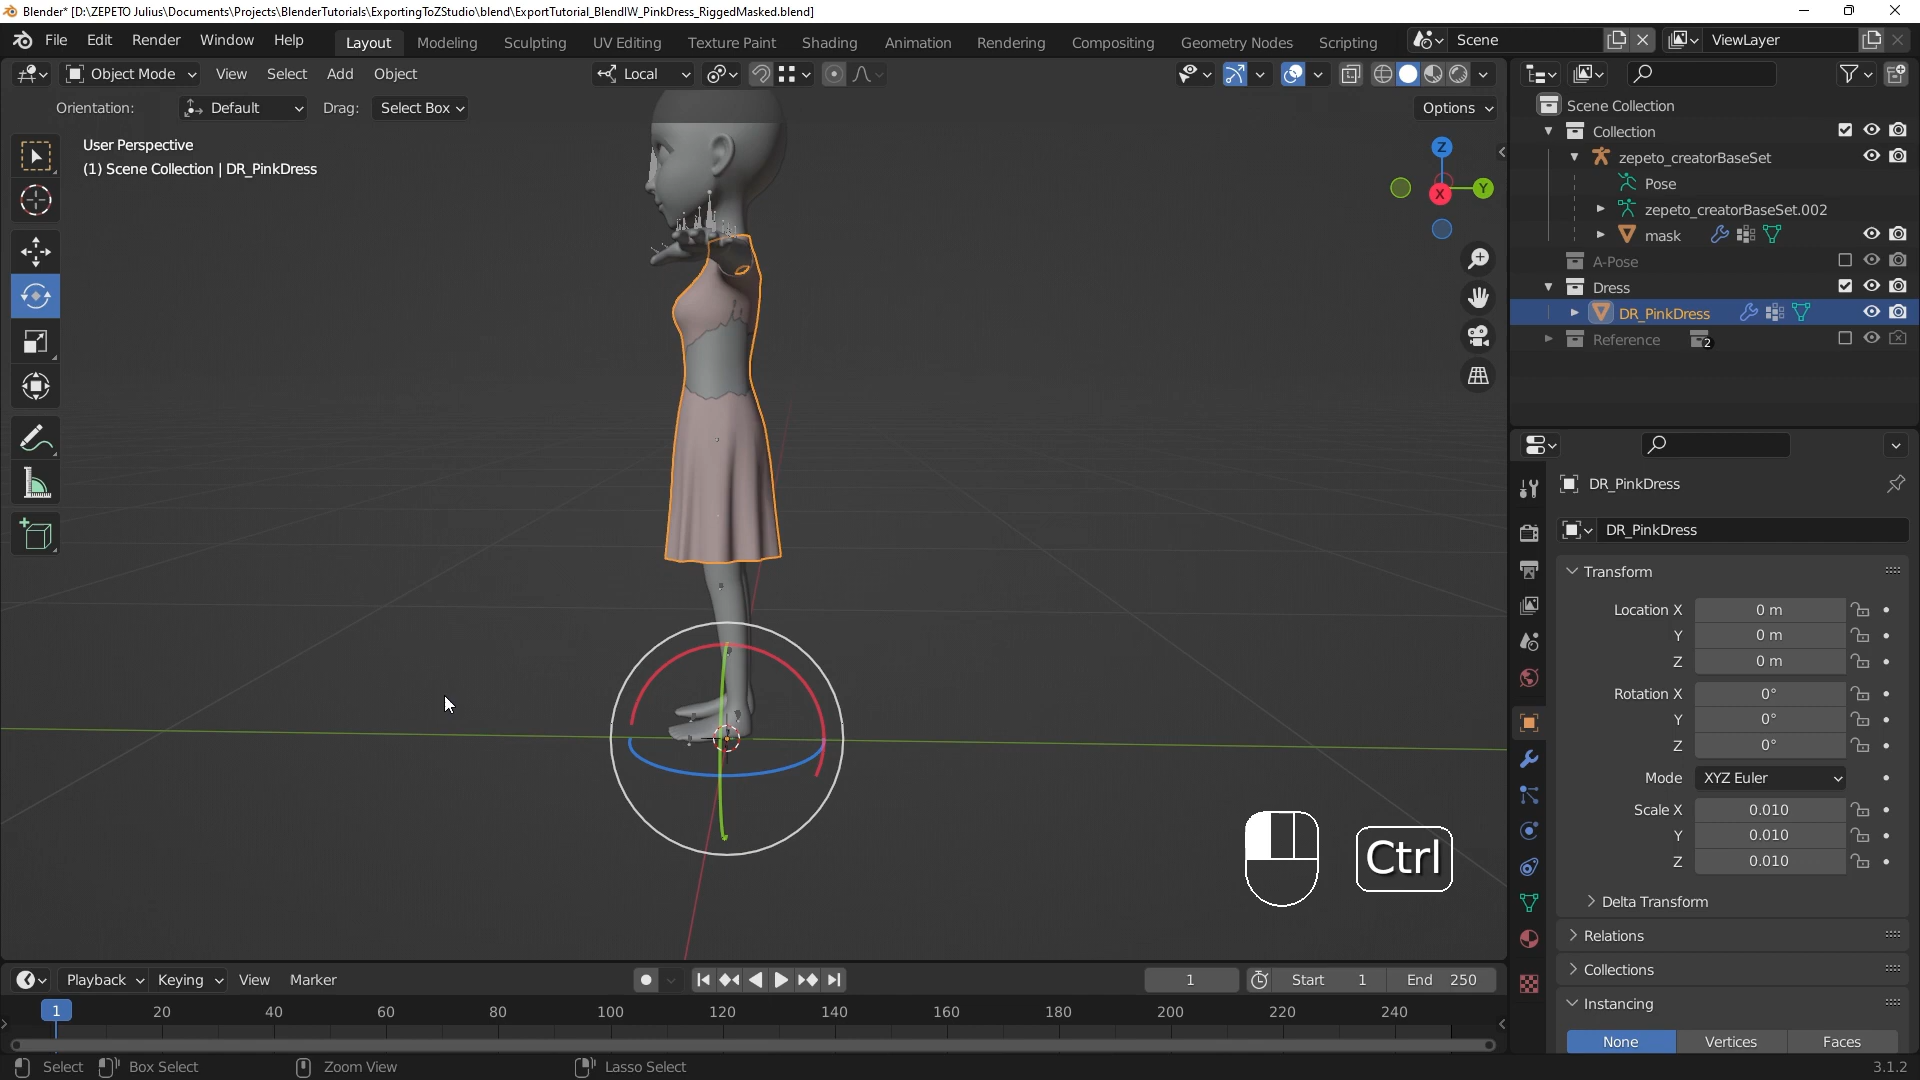 Blender* [D:\ZEPETO Julius\Documents\Projects\BlenderTutorials\ExportingToZStudio\blend\ExportTutorial_BlendIW_PinkDress_RiggedMasked.blend]
File Edit Render Window Help Layout Modeling Sculpting UV Editing Texture Paint Shading Animation Rendering Compositing Geometry Nodes Scripting Scene ViewLayer
Object Mode View Select Add Object Local
Orientation: Default Drag: Select Box Options
User Perspective
(1) Scene Collection | DR_PinkDress
Z
Y
X
Scene Collection
Collection
zepeto_creatorBaseSet
Pose
zepeto_creatorBaseSet.002
mask
A-Pose
Dress
DR_PinkDress
Reference 2
DR_PinkDress
DR_PinkDress
Transform
Location X 0 m
Y 0 m
Z 0 m
Rotation X 0°
Y 0°
Z 0°
Mode XYZ Euler
Scale X 0.010
Y 0.010
Z 0.010
Delta Transform
Relations
Collections
Instancing
None Vertices Faces
Ctrl
Playback Keying View Marker 1 Start 1 End 250
1 20 40 60 80 100 120 140 160 180 200 220 240
Select Box Select Zoom View Lasso Select 3.1.2